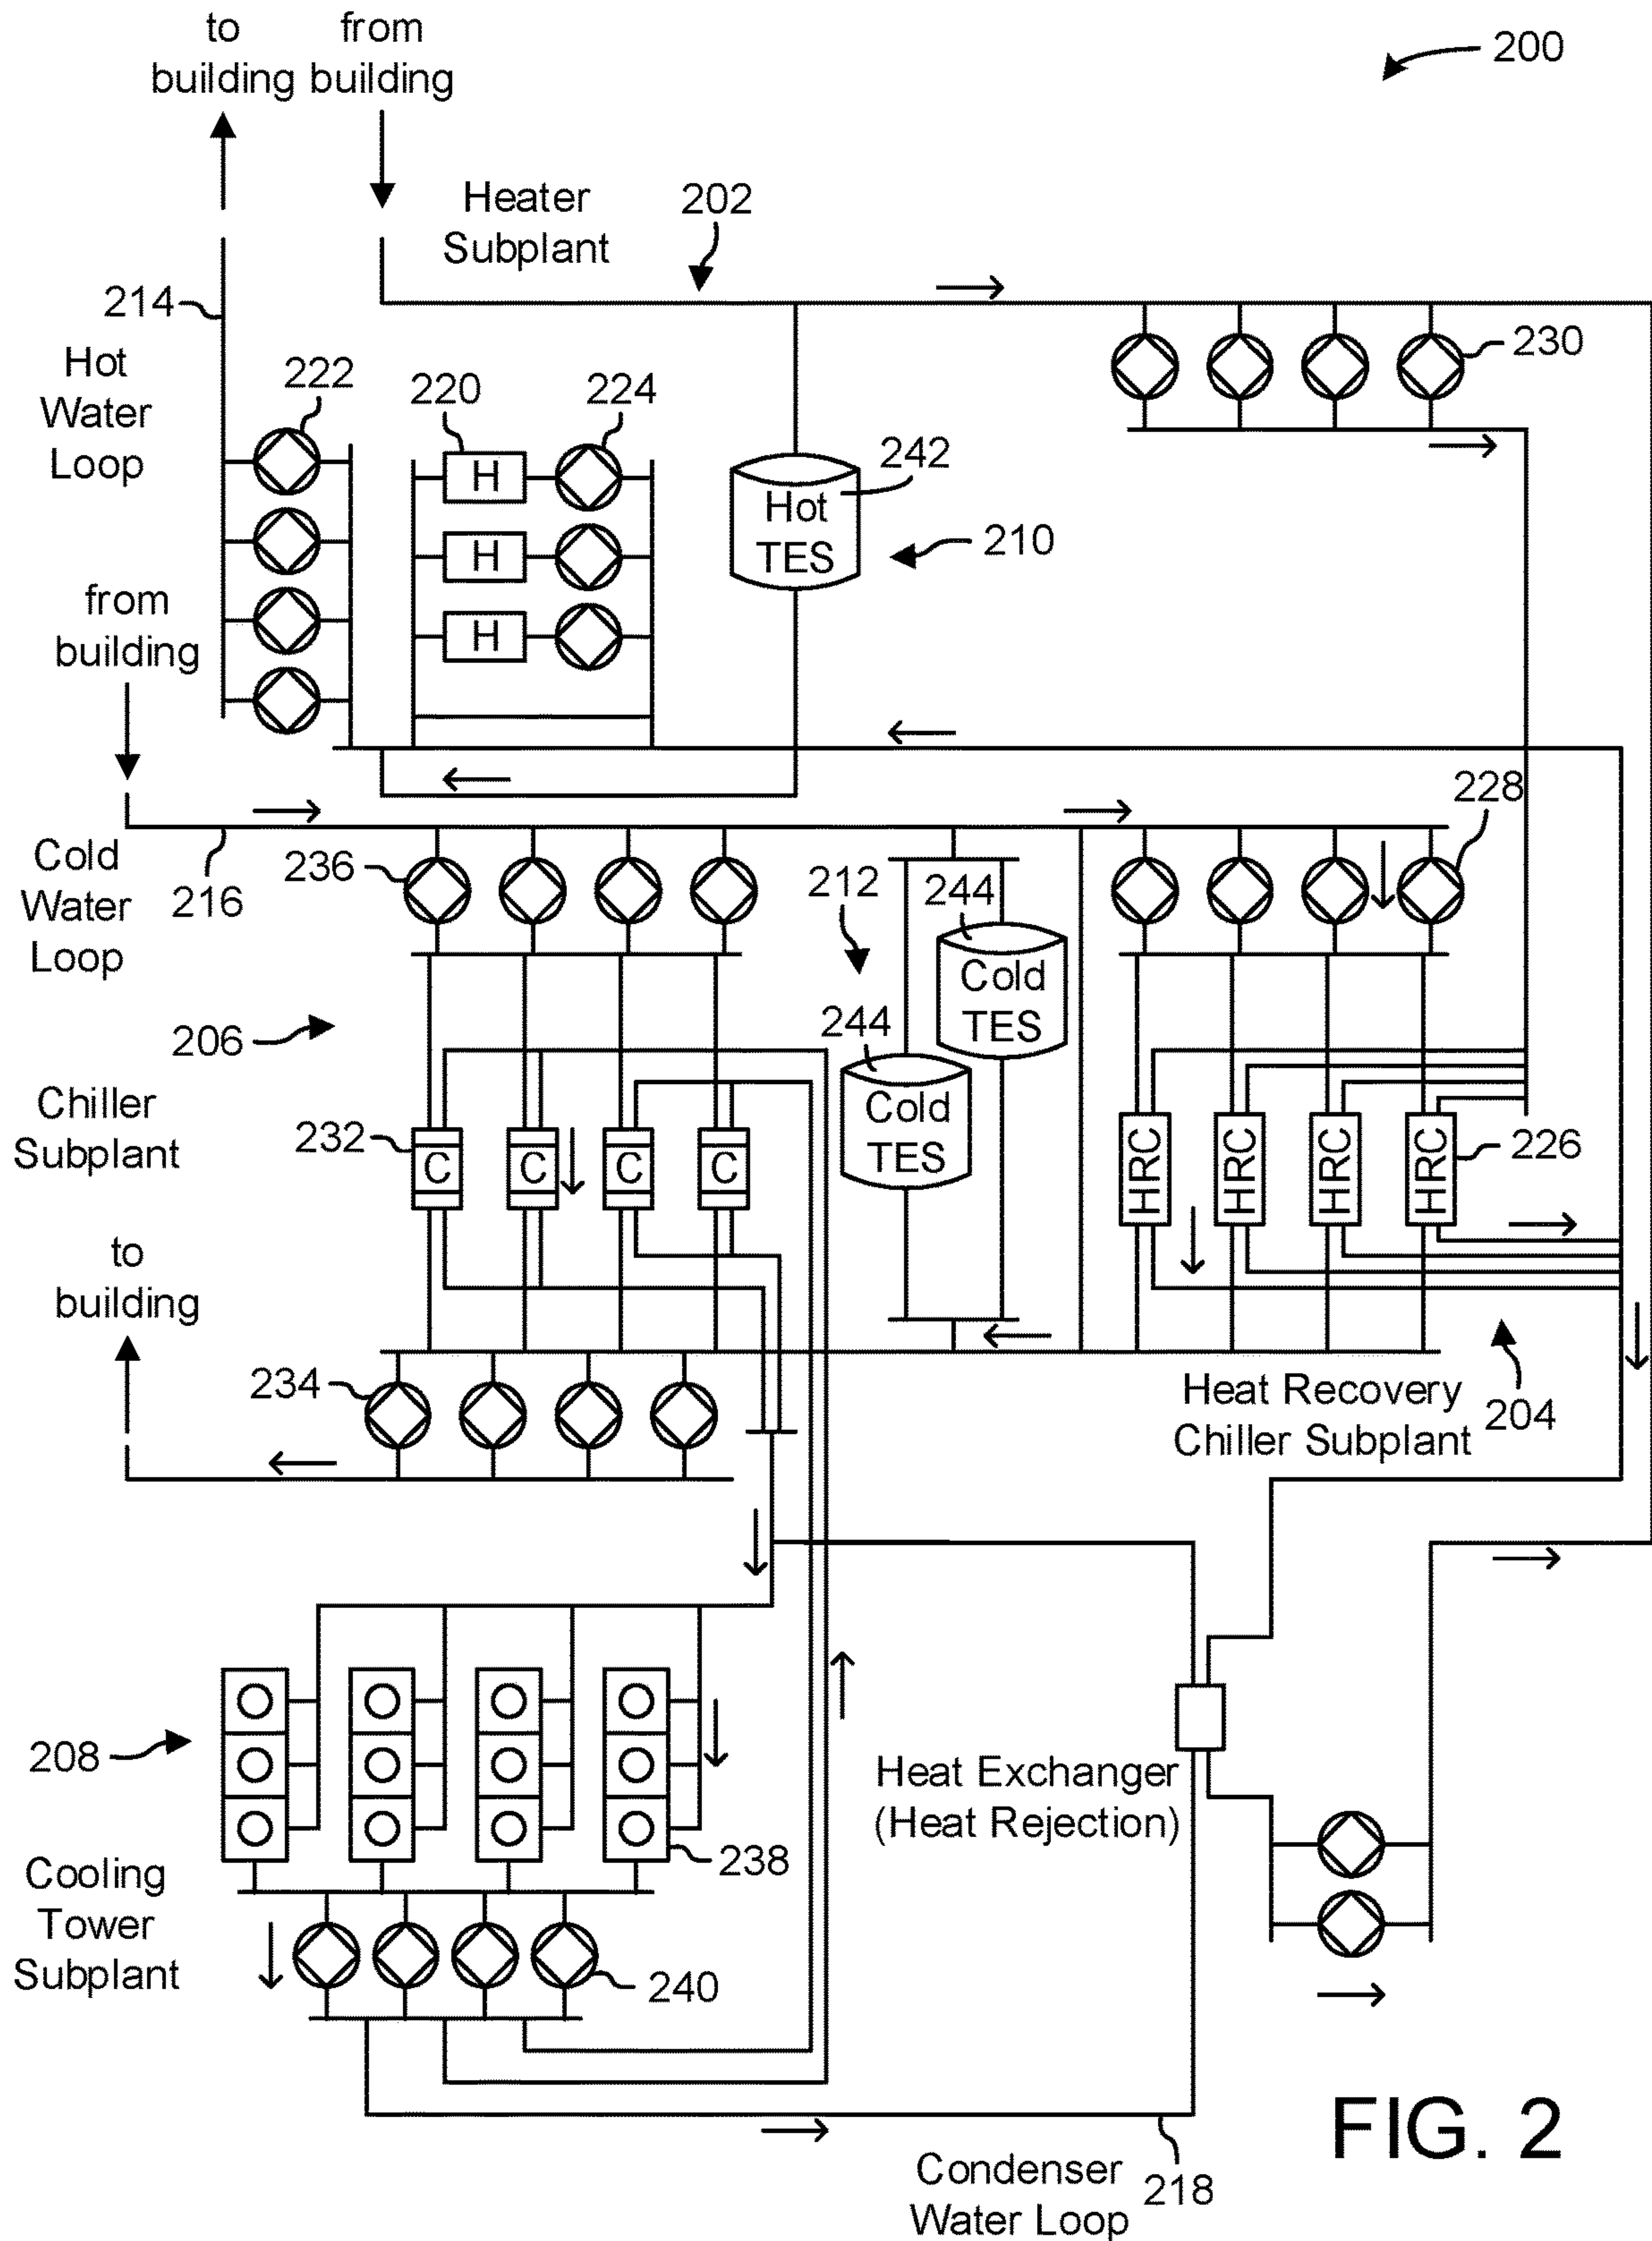 to
building
from
building
200
Heater
Subplant
202
214
Hot
Water
Loop
222
220
224
230
H
H
H
Hot
TES
242
210
from
building
228
Cold
Water
Loop
216
236
212
244
Cold
TES
244
Cold
TES
206
Chiller
Subplant
232
C
C
C
C
HRC
HRC
HRC
HRC
226
to
building
234
Heat Recovery
Chiller Subplant
204
208
Heat Exchanger
(Heat Rejection)
238
Cooling
Tower
Subplant
240
Condenser
Water Loop
218
FIG. 2